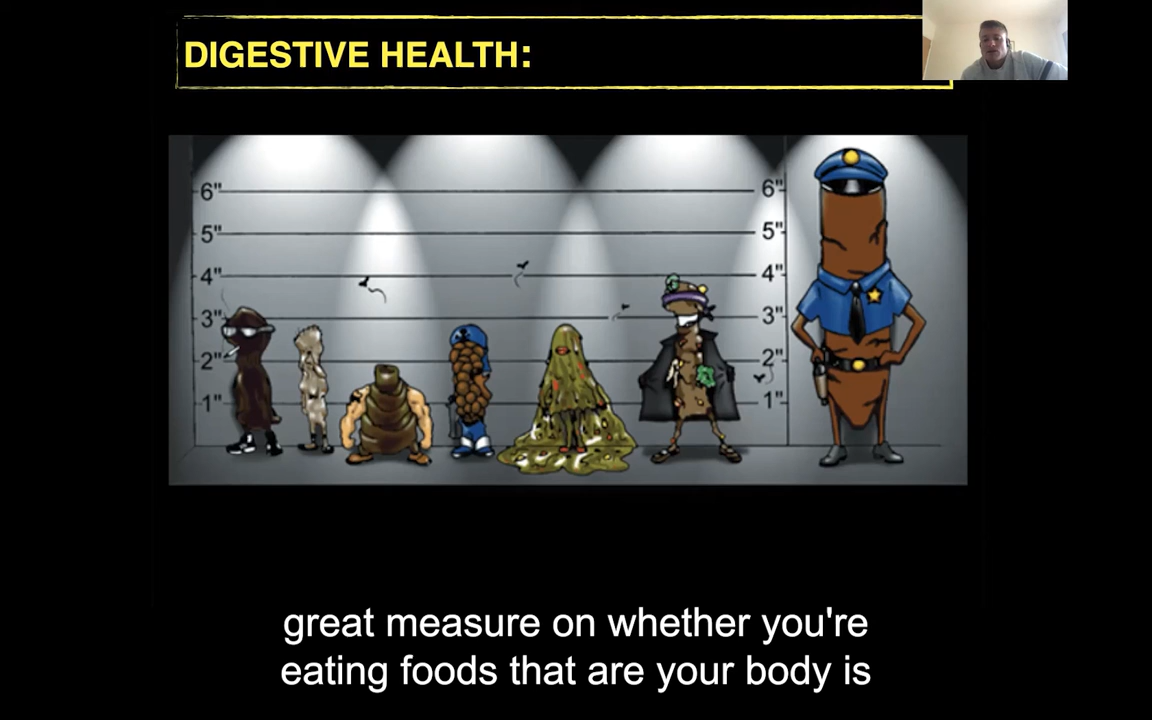 DIGESTIVE HEALTH:
6" 6"
5" 5"
4" 4"
3" 3"
2" 2"
1" 1"
great measure on whether you're
eating foods that are your body is